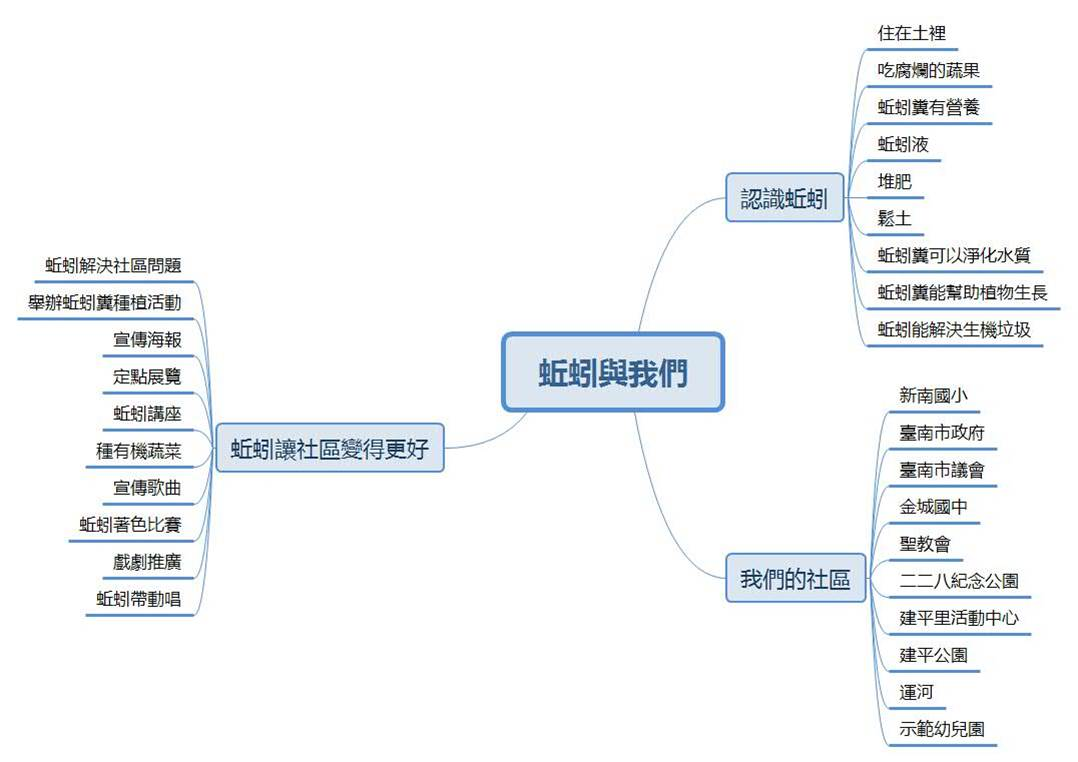 蚯蚓與我們
認識蚯蚓
住在土裡
吃腐爛的蔬果
蚯蚓糞有營養
蚯蚓液
堆肥
鬆土
蚯蚓糞可以淨化水質
蚯蚓糞能幫助植物生長
蚯蚓能解決生機垃圾
我們的社區
新南國小
臺南市政府
臺南市議會
金城國中
聖教會
二二八紀念公園
建平里活動中心
建平公園
運河
示範幼兒園
蚯蚓讓社區變得更好
蚯蚓解決社區問題
舉辦蚯蚓糞種植活動
宣傳海報
定點展覽
蚯蚓講座
種有機蔬菜
宣傳歌曲
蚯蚓著色比賽
戲劇推廣
蚯蚓帶動唱